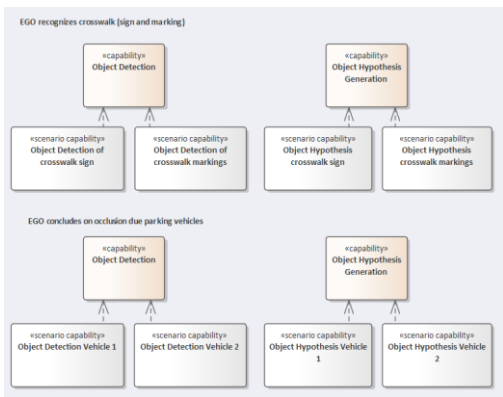 EGO recognizes crosswalk (sign and marking)
«capability»
Object Detection
«capability»
Object Hypothesis
Generation
«scenario capability»
Object Detection of
crosswalk sign
«scenario capability»
Object Detection of
crosswalk markings
«scenario capability»
Object Hypothesis
crosswalk sign
«scenario capability»
Object Hypothesis
crosswalk markings
EGO concludes on occlusion due parking vehicles
«capability»
Object Detection
«capability»
Object Hypothesis
Generation
«scenario capability»
Object Detection Vehicle 1
«scenario capability»
Object Detection Vehicle 2
«scenario capability»
Object Hypothesis Vehicle
1
«scenario capability»
Object Hypothesis Vehicle
2